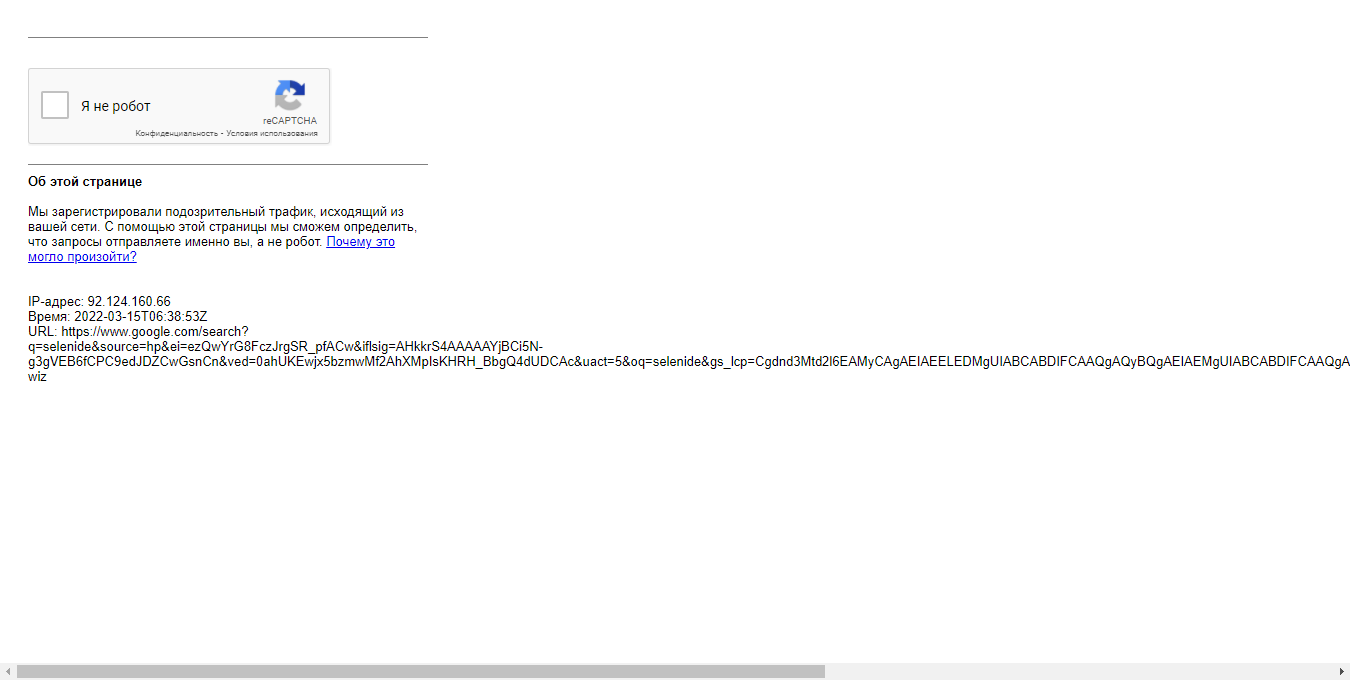 Я не робот
reCAPTCHA
Конфиденциальность - Условия использования
Об этой странице
Мы зарегистрировали подозрительный трафик, исходящий из
вашей сети. С помощью этой страницы мы сможем определить,
что запросы отправляете именно вы, а не робот. Почему это
могло произойти?
IP-адрес: 92.124.160.66
Время: 2022-03-15T06:38:53Z
URL: https://www.google.com/search?
q=selenide&source=hp&ei=ezQwYrG8FczJrgSR_pfACw&iflsig=AHkkrS4AAAAAYjBCi5N-
g3gVEB6fCPC9edJDZCwGsnCn&ved=0ahUKEwjx5bzmwMf2AhXMpIsKHRH_BbgQ4dUDCAc&uact=5&oq=selenide&gs_lcp=Cgdnd3Mtd2l6EAMyCAgAEIAEELEDMgUIABCABDIFCAAQgAQyBQgAEIAEMgUIABCABDIFCAAQgA
wiz